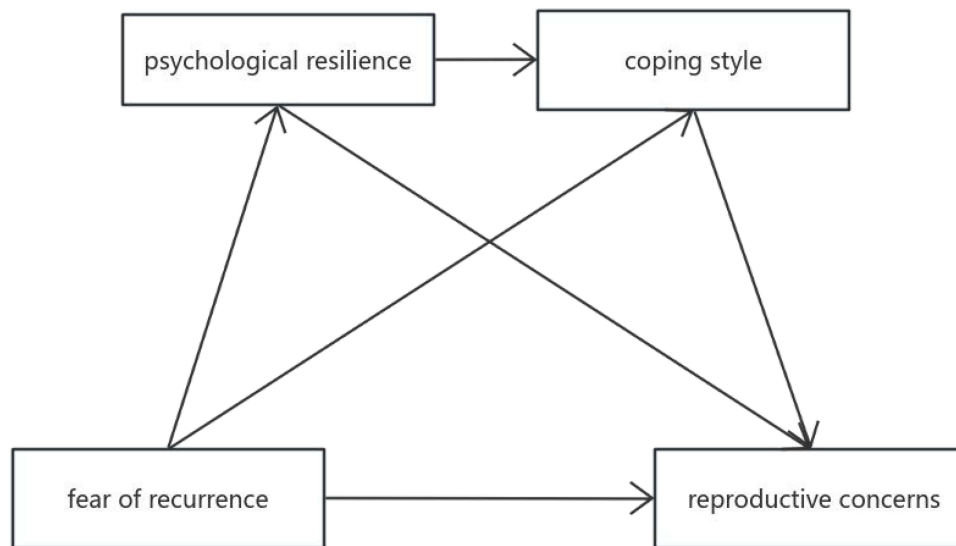 psychological resilience
coping style
fear of recurrence
reproductive concerns